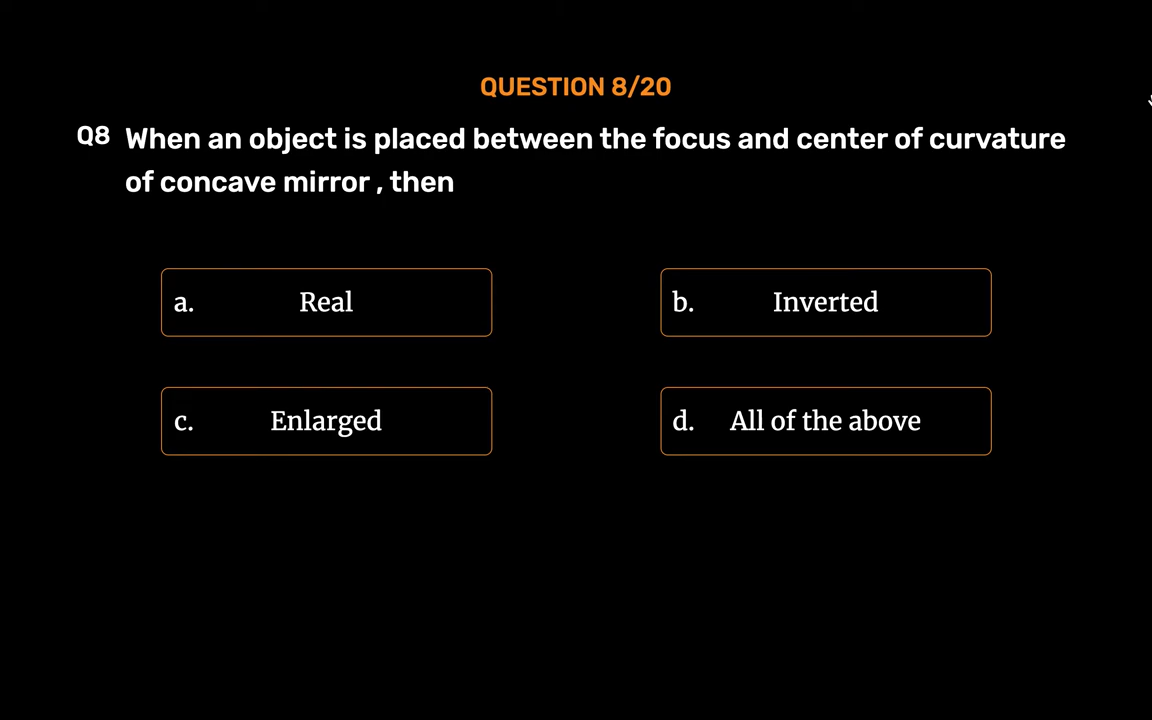 QUESTION 8/20
Q8 When an object is placed between the focus and center of curvature
of concave mirror , then
a. Real
b. Inverted
c. Enlarged
d. All of the above